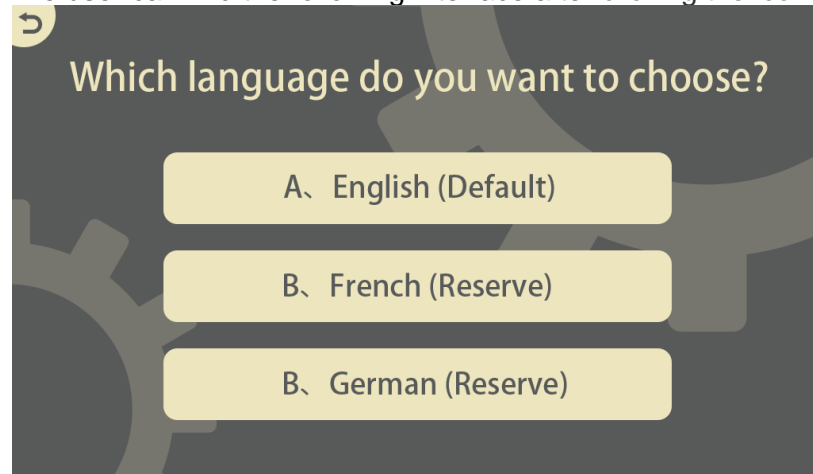 Which language do you want to choose?
A、English (Default)
B、French (Reserve)
B、German (Reserve)